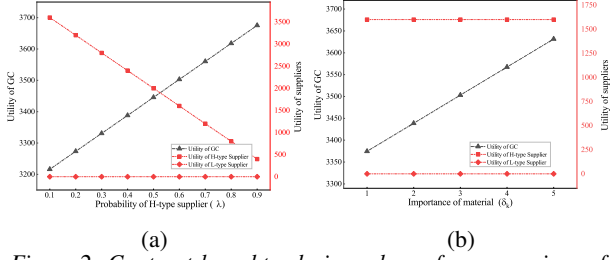 3700
3600
3500
3400
3300
3200
Utility of GC
3500
3000
2500
2000
1500
1000
500
0
Utility of suppliers
Utility of GC
Utility of H-type Supplier
Utility of L-type Supplier
0.1 0.2 0.3 0.4 0.5 0.6 0.7 0.8 0.9
Probability of H-type supplier ( λ)
(a)
3700
3650
3600
3550
3500
3450
3400
3350
3300
Utility of GC
1750
1500
1250
1000
750
500
250
0
Utility of suppliers
Utility of GC
Utility of H-type Supplier
Utility of L-type Supplier
1 2 3 4 5
Importance of material (δk)
(b)